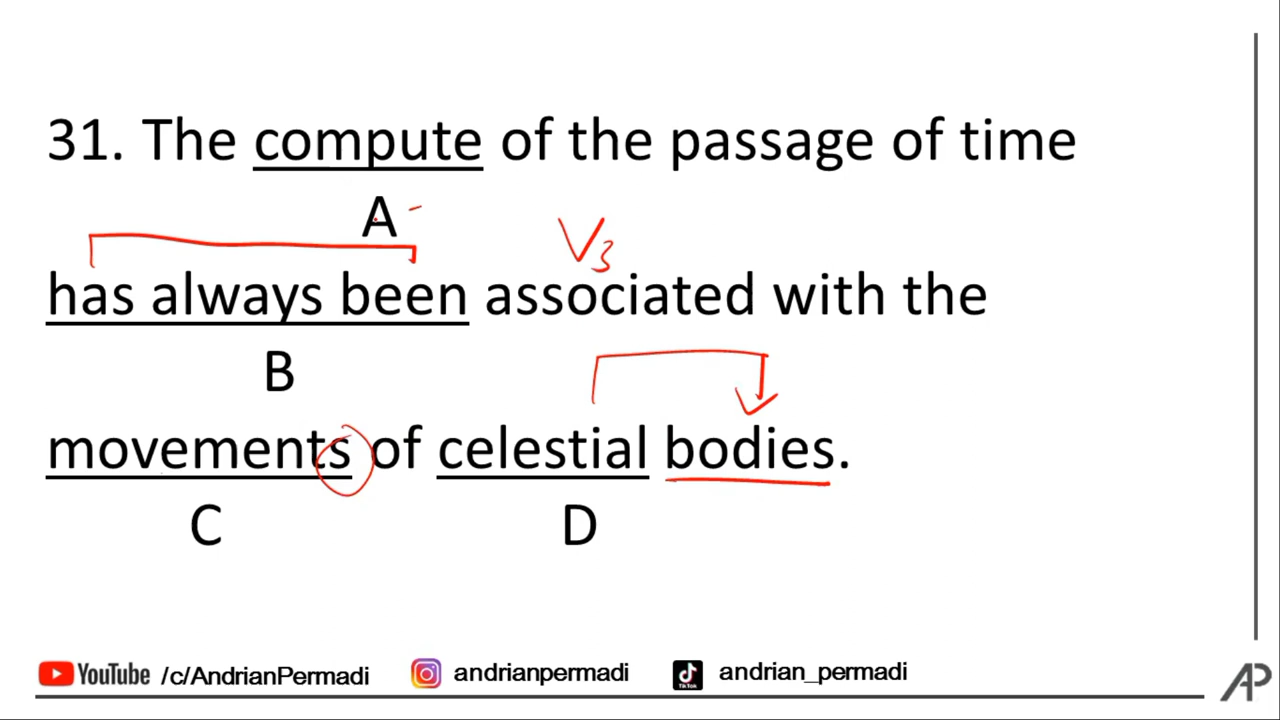 31. The compute of the passage of time
A
V3
has always been associated with the
B
movements of celestial bodies.
C D
YouTube /c/AndrianPermadi andrianpermadi TikTok andrian_permadi AP